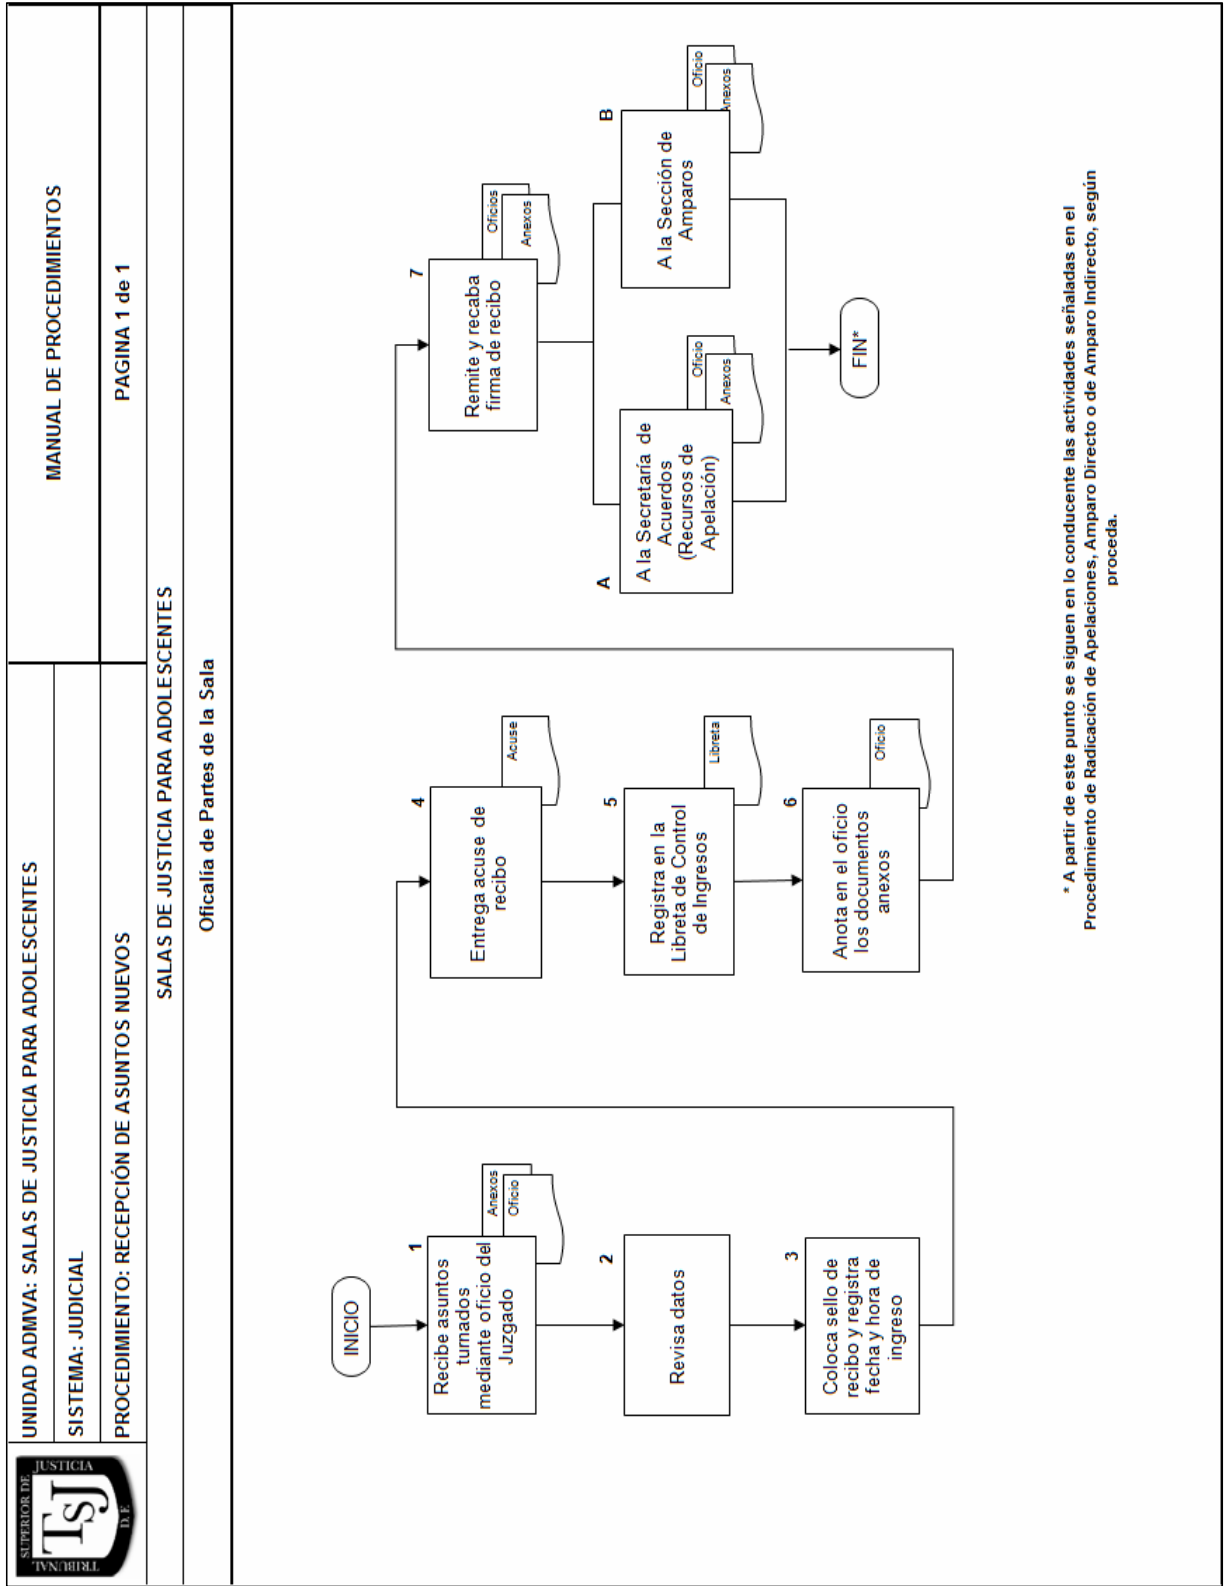 SUPERIOR DE
TRIBUNAL
JUSTICIA
TSJ
D. F.
UNIDAD ADMVA: SALAS DE JUSTICIA PARA ADOLESCENTES
MANUAL DE PROCEDIMIENTOS
SISTEMA: JUDICIAL
PROCEDIMIENTO: RECEPCIÓN DE ASUNTOS NUEVOS
PAGINA 1 de 1
SALAS DE JUSTICIA PARA ADOLESCENTES
Oficalía de Partes de la Sala
INICIO
1
Recibe asuntos
turnados
mediante oficio del
Juzgado
Anexos
Oficio
2
Revisa datos
3
Coloca sello de
recibo y registra
fecha y hora de
ingreso
4
Entrega acuse de
recibo
Acuse
5
Registra en la
Libreta de Control
de Ingresos
Libreta
6
Anota en el oficio
los documentos
anexos
Oficio
7
Remite y recaba
firma de recibo
Oficios
Anexos
A
A la Secretaría de
Acuerdos
(Recursos de
Apelación)
Oficio
Anexos
B
A la Sección de
Amparos
Oficio
Anexos
FIN*
* A partir de este punto se siguen en lo conducente las actividades señaladas en el
Procedimiento de Radicación de Apelaciones, Amparo Directo o de Amparo Indirecto, según
proceda.